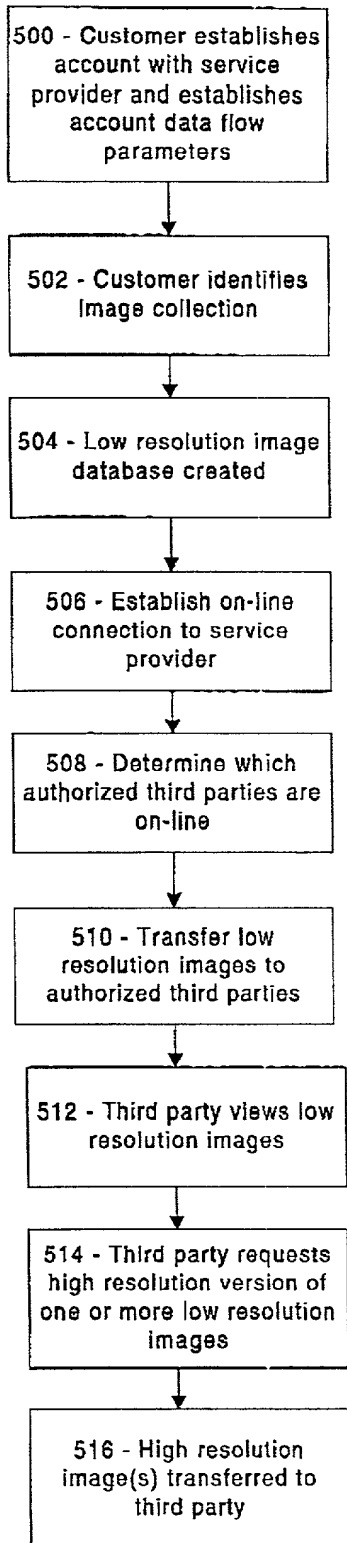 500 - Customer establishes
account with service
provider and establishes
account data flow
parameters
502 - Customer identifies
image collection
504 - Low resolution image
database created
506 - Establish on-line
connection to service
provider
508 - Determine which
authorized third parties are
on-line
510 - Transfer low
resolution images to
authorized third parties
512 - Third party views low
resolution images
514 - Third party requests
high resolution version of
one or more low resolution
images
516 - High resolution
image(s) transferred to
third party